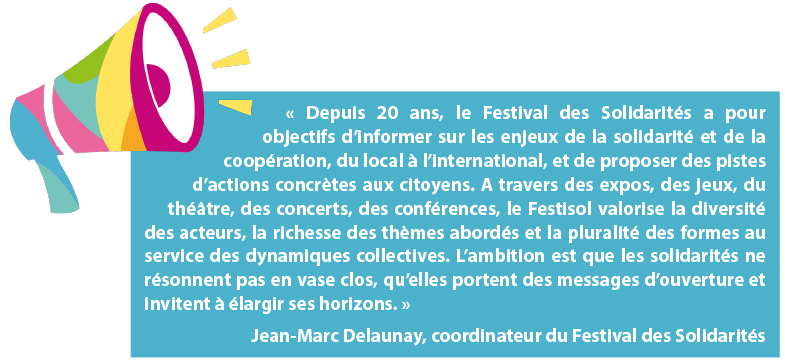 « Depuis 20 ans, le Festival des Solidarités a pour
objectifs d’informer sur les enjeux de la solidarité et de la
coopération, du local à l’international, et de proposer des pistes
d’actions concrètes aux citoyens. A travers des expos, des jeux, du
théâtre, des concerts, des conférences, le Festisol valorise la diversité
des acteurs, la richesse des thèmes abordés et la pluralité des formes au
service des dynamiques collectives. L’ambition est que les solidarités ne
résonnent pas en vase clos, qu’elles portent des messages d’ouverture et
invitent à élargir ses horizons. »
Jean-Marc Delaunay, coordinateur du Festival des Solidarités